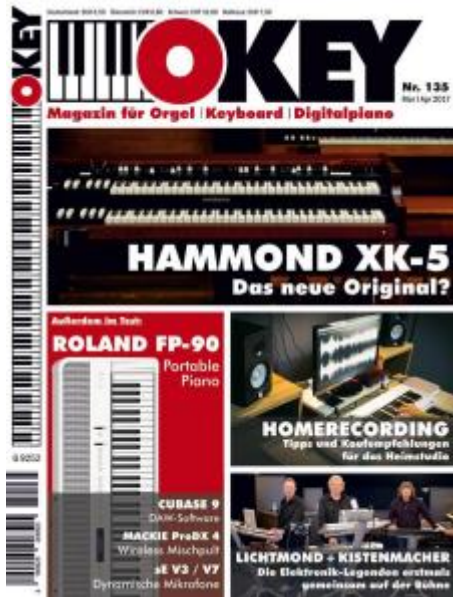 OKEY
OKEY
Nr. 135
Mär | Apr 2017
Magazin für Orgel | Keyboard | Digitalpiano
HAMMOND XK-5
Das neue Original?
Außerdem im Test:
ROLAND FP-90
Portable
Piano
CUBASE 9
DAW-Software
MACKIE ProDX 4
Wireless Mischpult
sE V3 / V7
Dynamische Mikrofone
HOMERECORDING
Tipps und Kaufempfehlungen
für das Heimstudio
LICHTMOND + KISTENMACHER
Die Elektronik-Legenden erstmals
gemeinsam auf der Bühne